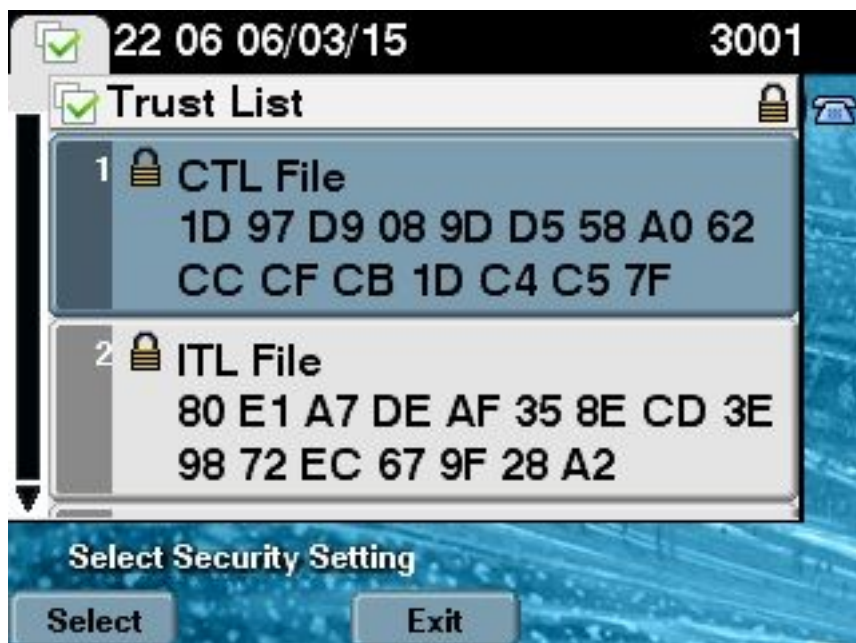 22 06 06/03/15 3001
Trust List
1 CTL File
1D 97 D9 08 9D D5 58 A0 62
CC CF CB 1D C4 C5 7F
2 ITL File
80 E1 A7 DE AF 35 8E CD 3E
98 72 EC 67 9F 28 A2
Select Security Setting
Select Exit